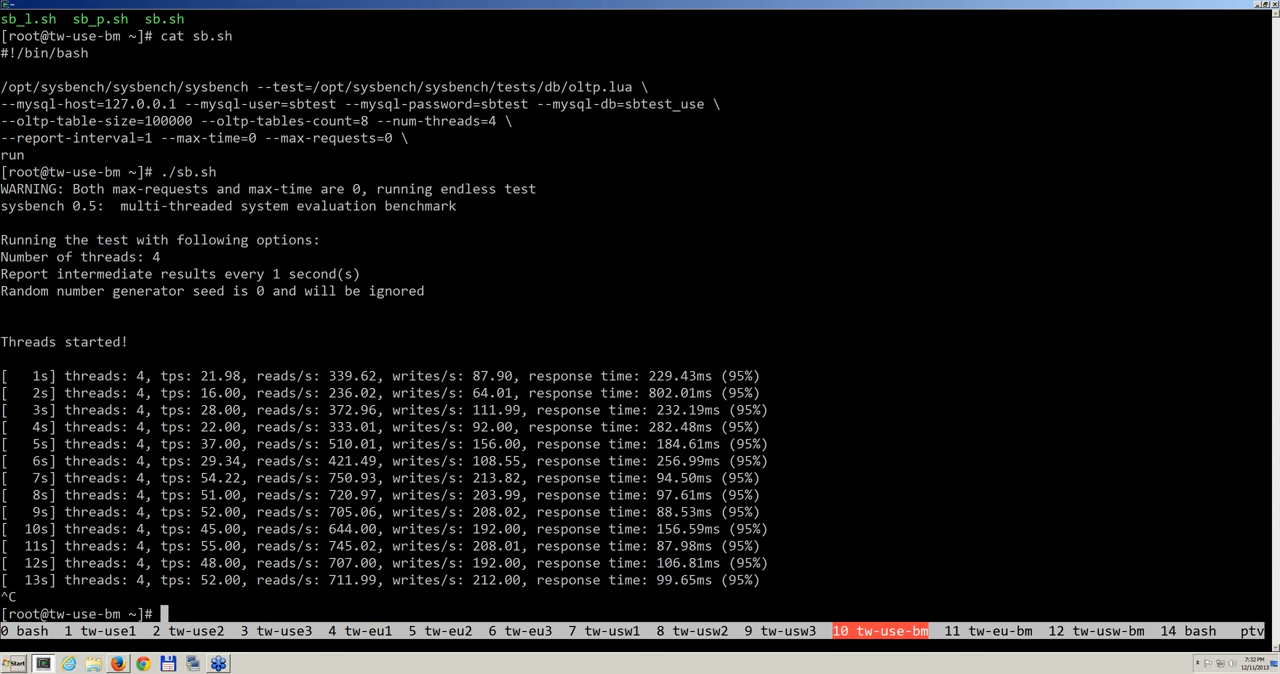 sb_l.sh  sb_p.sh  sb.sh
[root@tw-use-bm ~]# cat sb.sh
#!/bin/bash
/opt/sysbench/sysbench/sysbench --test=/opt/sysbench/sysbench/tests/db/oltp.lua \
--mysql-host=127.0.0.1 --mysql-user=sbtest --mysql-password=sbtest --mysql-db=sbtest_use \
--oltp-table-size=100000 --oltp-tables-count=8 --num-threads=4 \
--report-interval=1 --max-time=0 --max-requests=0 \
run
[root@tw-use-bm ~]# ./sb.sh
WARNING: Both max-requests and max-time are 0, running endless test
sysbench 0.5:  multi-threaded system evaluation benchmark
Running the test with following options:
Number of threads: 4
Report intermediate results every 1 second(s)
Random number generator seed is 0 and will be ignored
Threads started!
[   1s] threads: 4, tps: 21.98, reads/s: 339.62, writes/s: 87.90, response time: 229.43ms (95%)
[   2s] threads: 4, tps: 16.00, reads/s: 236.02, writes/s: 64.01, response time: 802.01ms (95%)
[   3s] threads: 4, tps: 28.00, reads/s: 372.96, writes/s: 111.99, response time: 232.19ms (95%)
[   4s] threads: 4, tps: 22.00, reads/s: 333.01, writes/s: 92.00, response time: 282.48ms (95%)
[   5s] threads: 4, tps: 37.00, reads/s: 510.01, writes/s: 156.00, response time: 184.61ms (95%)
[   6s] threads: 4, tps: 29.34, reads/s: 421.49, writes/s: 108.55, response time: 256.99ms (95%)
[   7s] threads: 4, tps: 54.22, reads/s: 750.93, writes/s: 213.82, response time: 94.50ms (95%)
[   8s] threads: 4, tps: 51.00, reads/s: 720.97, writes/s: 203.99, response time: 97.61ms (95%)
[   9s] threads: 4, tps: 52.00, reads/s: 705.06, writes/s: 208.02, response time: 88.53ms (95%)
[  10s] threads: 4, tps: 45.00, reads/s: 644.00, writes/s: 192.00, response time: 156.59ms (95%)
[  11s] threads: 4, tps: 55.00, reads/s: 745.02, writes/s: 208.01, response time: 87.98ms (95%)
[  12s] threads: 4, tps: 48.00, reads/s: 707.00, writes/s: 192.00, response time: 106.81ms (95%)
[  13s] threads: 4, tps: 52.00, reads/s: 711.99, writes/s: 212.00, response time: 99.65ms (95%)
^C
[root@tw-use-bm ~]#
0 bash  1 tw-use1  2 tw-use2  3 tw-use3  4 tw-eu1  5 tw-eu2  6 tw-eu3  7 tw-usw1  8 tw-usw2  9 tw-usw3  10 tw-use-bm  11 tw-eu-bm  12 tw-usw-bm  14 bash  ptv
Start
7:32 PM
12/11/2013